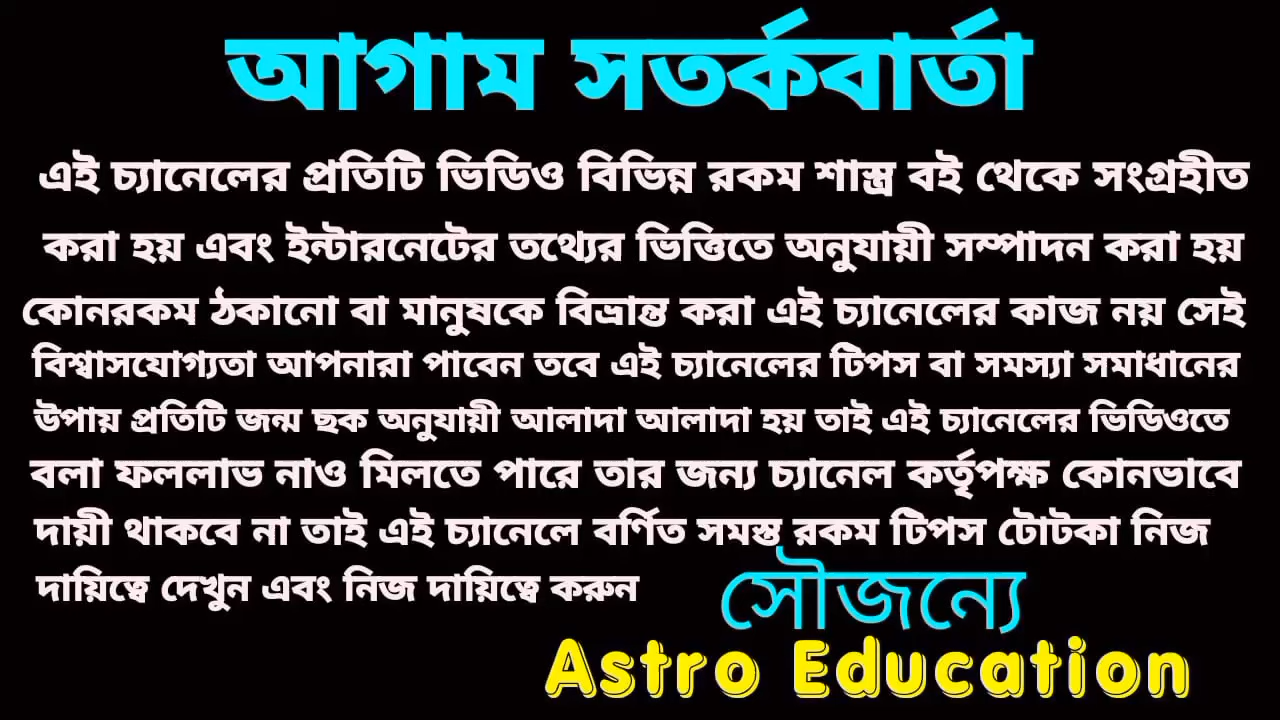 আগাম সতর্কবার্তা
এই চ্যানেলের প্রতিটি ভিডিও বিভিন্ন রকম শাস্ত্র বই থেকে সংগ্রহীত
করা হয় এবং ইন্টারনেটের তথ্যের ভিত্তিতে অনুযায়ী সম্পাদন করা হয়
কোনরকম ঠকানো বা মানুষকে বিভ্রান্ত করা এই চ্যানেলের কাজ নয় সেই
বিশ্বাসযোগ্যতা আপনারা পাবেন তবে এই চ্যানেলের টিপস বা সমস্যা সমাধানের
উপায় প্রতিটি জন্ম ছক অনুযায়ী আলাদা আলাদা হয় তাই এই চ্যানেলের ভিডিওতে
বলা ফললাভ নাও মিলতে পারে তার জন্য চ্যানেল কর্তৃপক্ষ কোনভাবে
দায়ী থাকবে না তাই এই চ্যানেলে বর্ণিত সমস্ত রকম টিপস টোটকা নিজ
দায়িত্বে দেখুন এবং নিজ দায়িত্বে করুন
সৌজন্যে
Astro Education